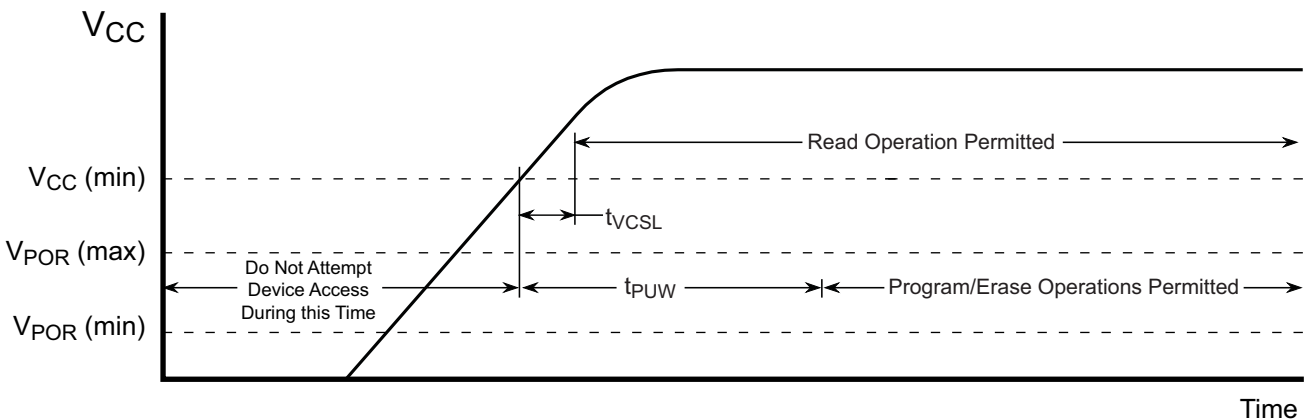 VCC
Read Operation Permitted
VCC (min)
tVCSL
VPOR (max)
Do Not Attempt
Device Access
During this Time
tPUW
Program/Erase Operations Permitted
VPOR (min)
Time